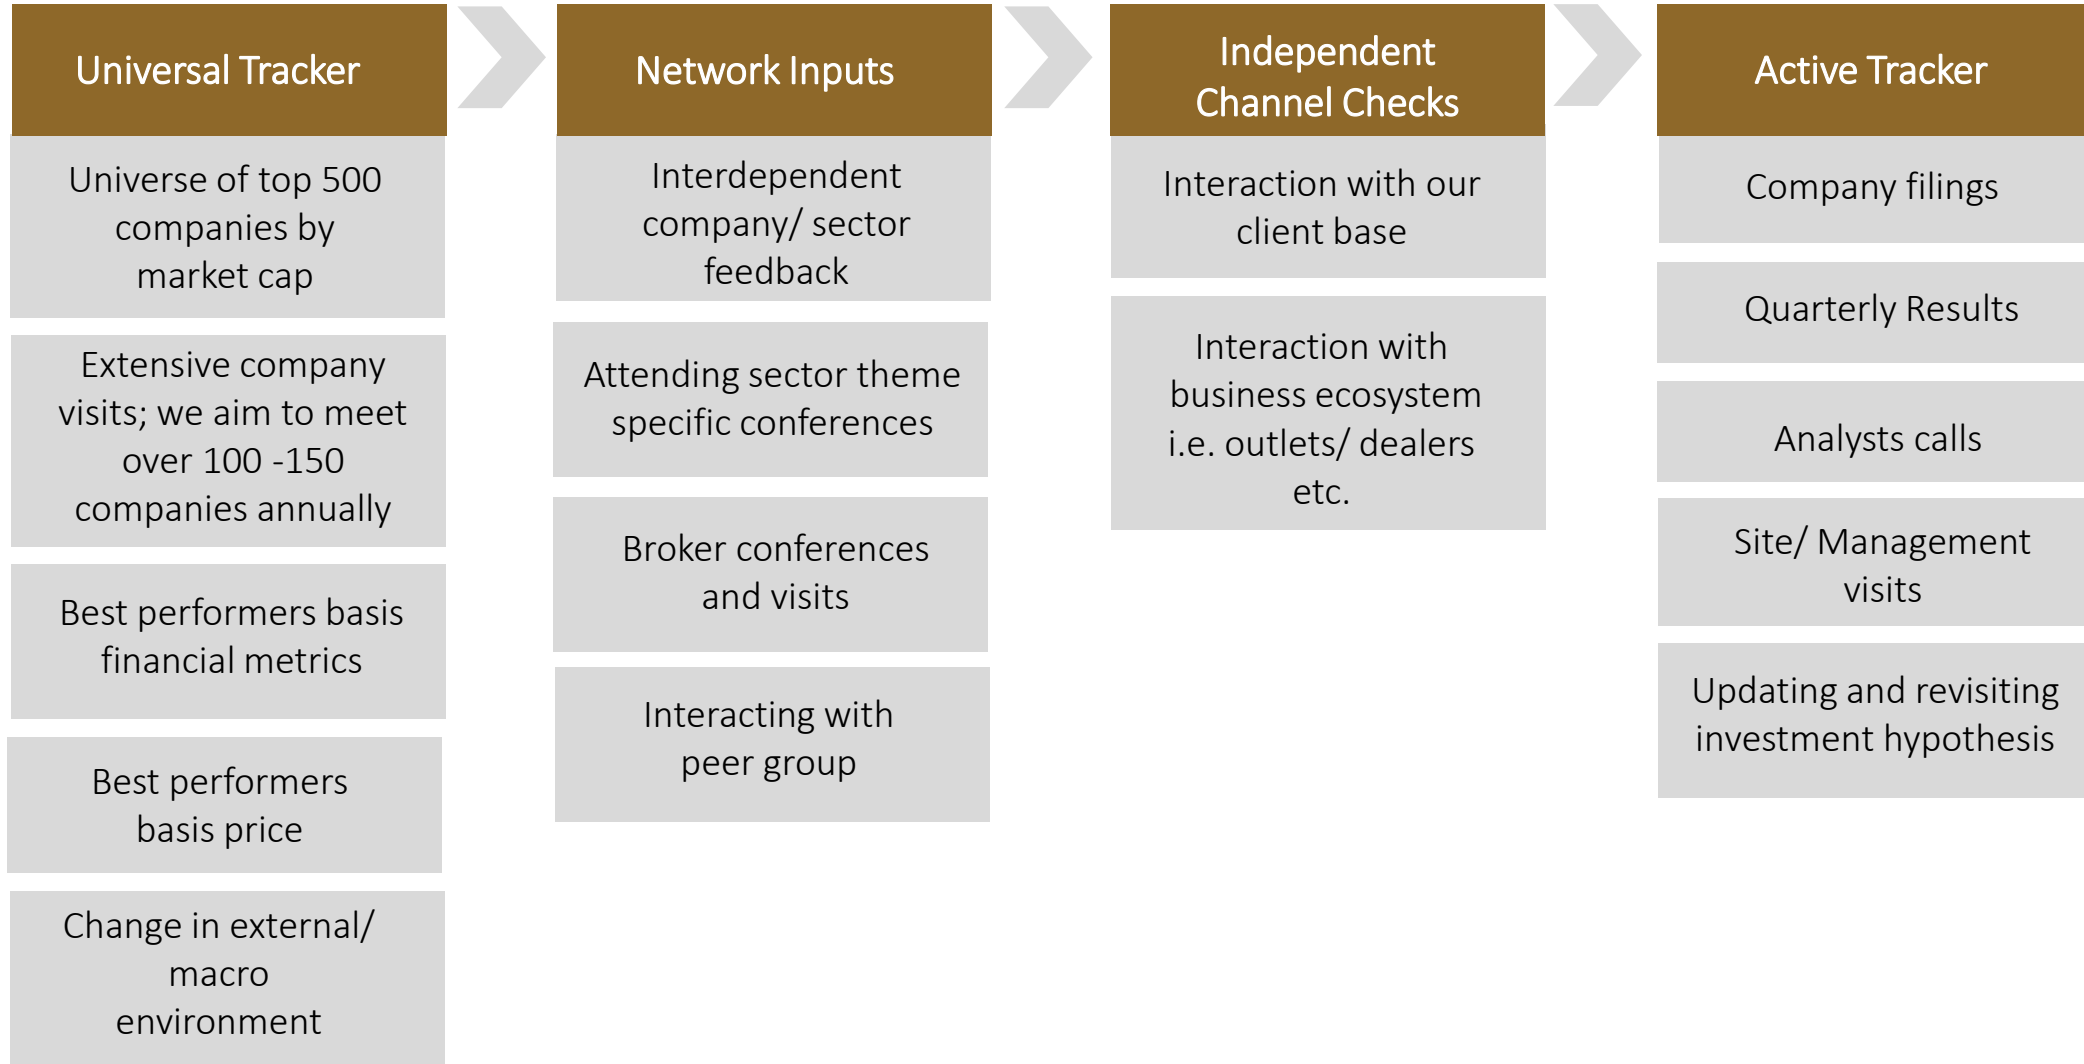 Universal Tracker
Universe of top 500
companies by
market cap
Extensive company
visits; we aim to meet
over 100 -150
companies annually
Best performers basis
financial metrics
Best performers
basis price
Change in external/
macro
environment
Network Inputs
Interdependent
company/ sector
feedback
Attending sector theme
specific conferences
Broker conferences
and visits
Interacting with
peer group
Independent
Channel Checks
Interaction with our
client base
Interaction with
business ecosystem
i.e. outlets/ dealers
etc.
Active Tracker
Company filings
Quarterly Results
Analysts calls
Site/ Management
visits
Updating and revisiting
investment hypothesis